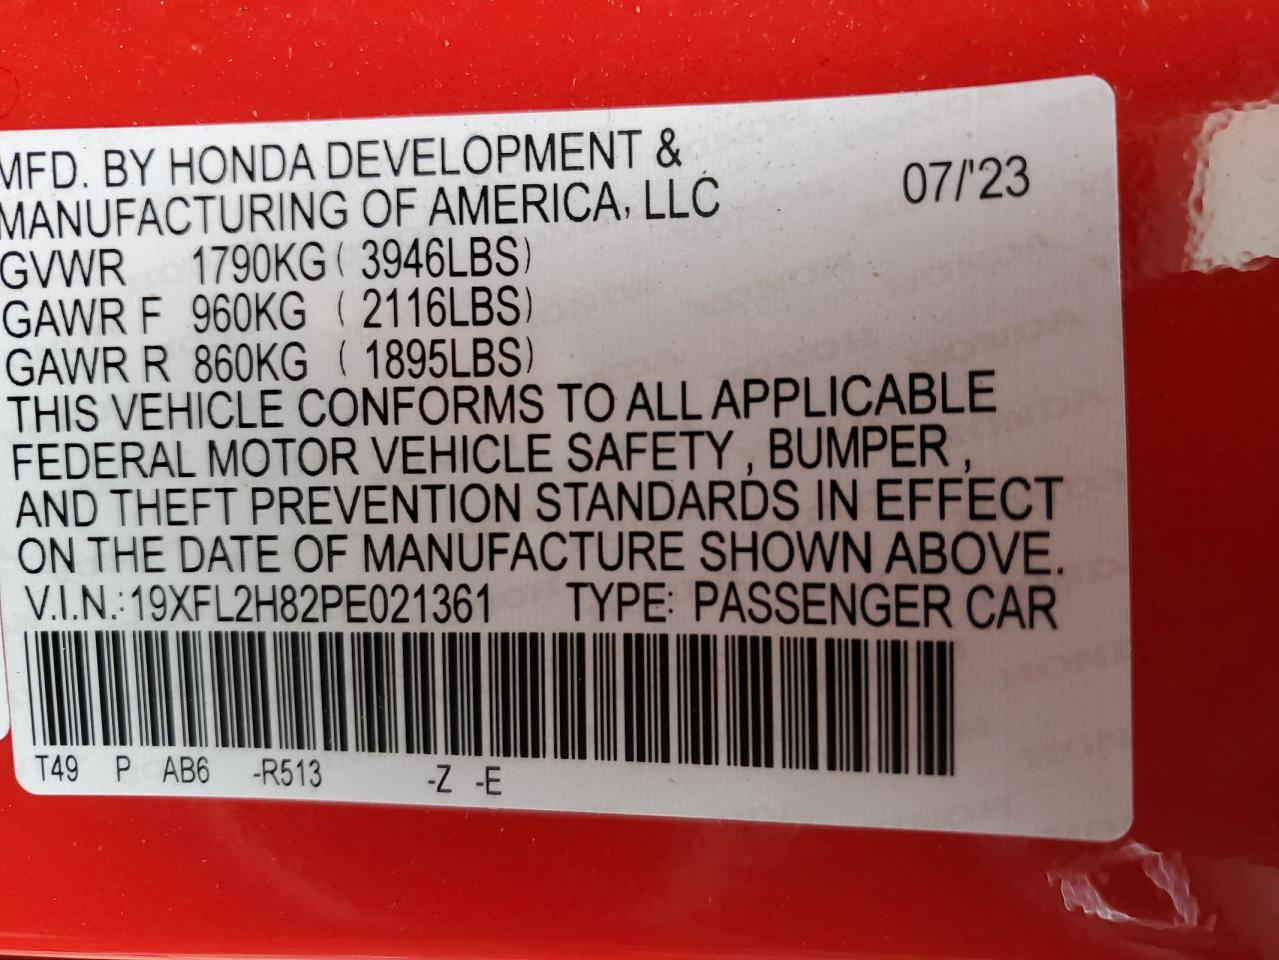 MFD. BY HONDA DEVELOPMENT &
MANUFACTURING OF AMERICA, LLC 07/'23
GVWR 1790KG ( 3946LBS)
GAWR F 960KG ( 2116LBS)
GAWR R 860KG ( 1895LBS)
THIS VEHICLE CONFORMS TO ALL APPLICABLE
FEDERAL MOTOR VEHICLE SAFETY , BUMPER ,
AND THEFT PREVENTION STANDARDS IN EFFECT
ON THE DATE OF MANUFACTURE SHOWN ABOVE.
V.I.N.: 19XFL2H82PE021361 TYPE: PASSENGER CAR
T49 P AB6 -R513 -Z -E